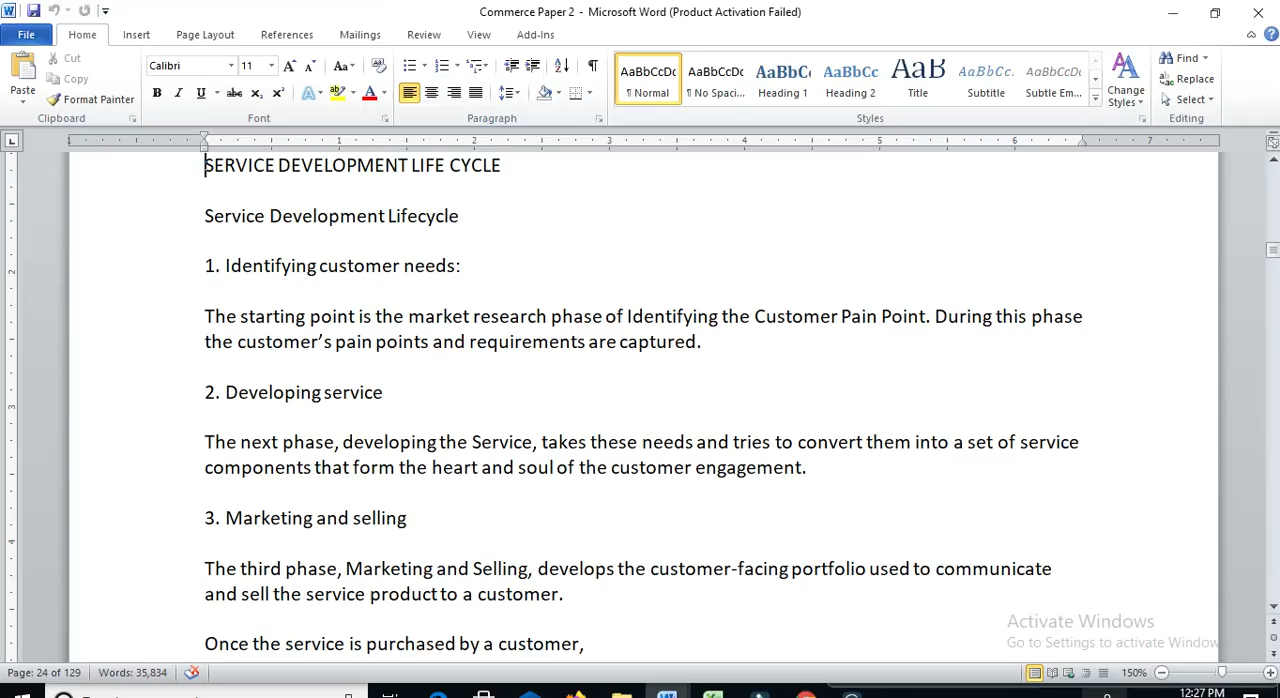 Commerce Paper 2 - Microsoft Word (Product Activation Failed)
File Home Insert Page Layout References Mailings Review View Add-Ins
Paste
Cut
Copy
Format Painter
Clipboard
Calibri 11
Font
Paragraph
AaBbCcDc AaBbCcDc AaBbCc AaBbCc AaB AaBbCc. AaBbCcDc
¶ Normal ¶ No Spaci... Heading 1 Heading 2 Title Subtitle Subtle Em...
Change
Styles
Styles
Find
Replace
Select
Editing
1 2 3 4 5 6 7
SERVICE DEVELOPMENT LIFE CYCLE
Service Development Lifecycle
1. Identifying customer needs:
The starting point is the market research phase of Identifying the Customer Pain Point. During this phase
the customer’s pain points and requirements are captured.
2. Developing service
The next phase, developing the Service, takes these needs and tries to convert them into a set of service
components that form the heart and soul of the customer engagement.
3. Marketing and selling
The third phase, Marketing and Selling, develops the customer-facing portfolio used to communicate
and sell the service product to a customer.
Once the service is purchased by a customer,
Activate Windows
Go to Settings to activate Window
Page: 24 of 129 Words: 35,834
150%
12:27 PM